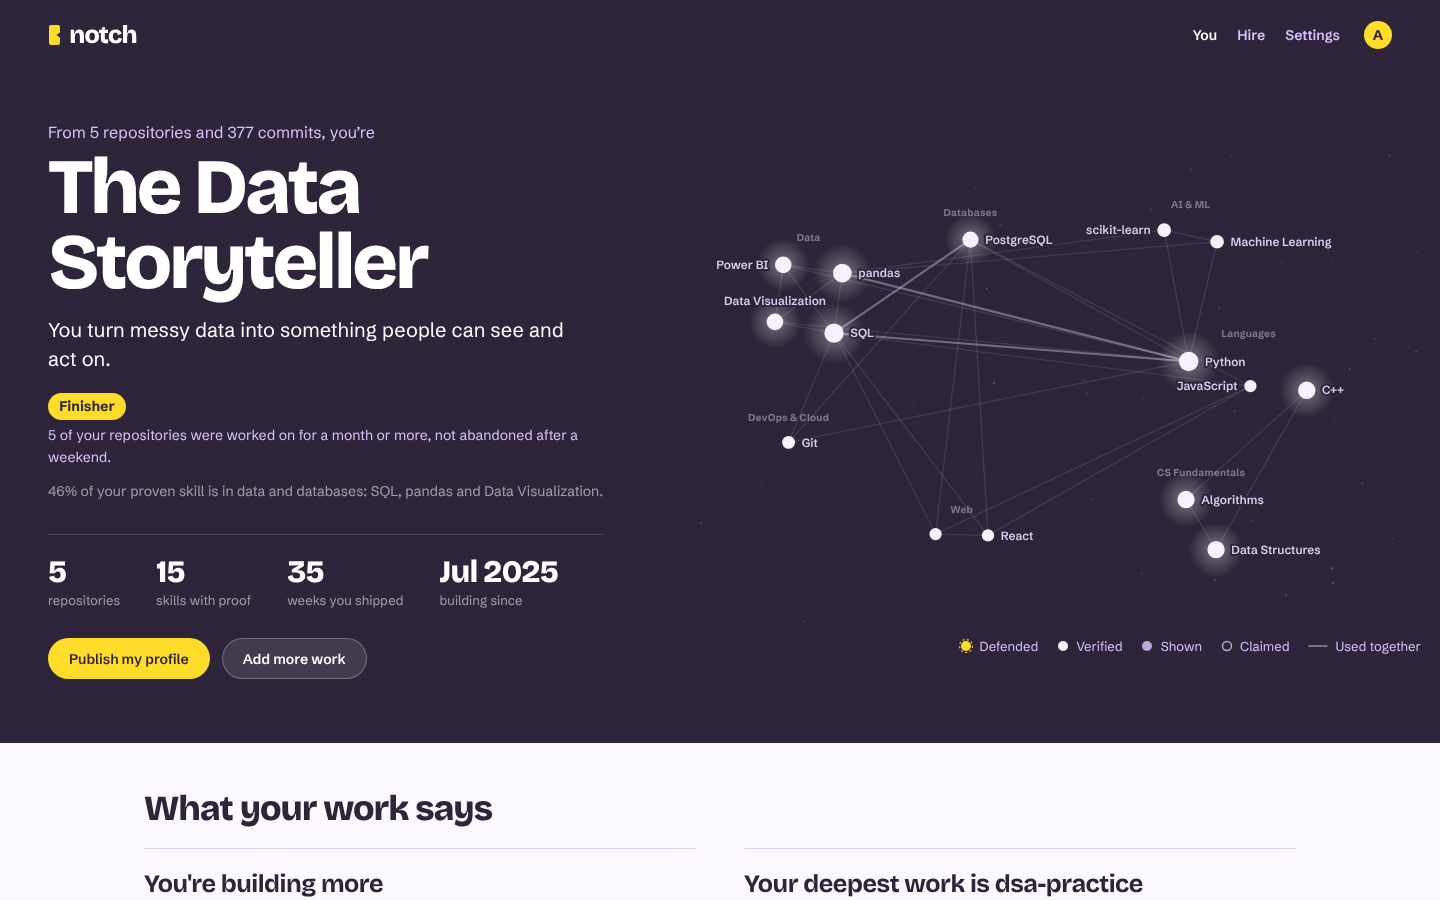 notch
You Hire Settings A
From 5 repositories and 377 commits, you’re
The Data
Storyteller
You turn messy data into something people can see and
act on.
Finisher
5 of your repositories were worked on for a month or more, not abandoned after a
weekend.
46% of your proven skill is in data and databases: SQL, pandas and Data Visualization.
5 15 35 Jul 2025
repositories skills with proof weeks you shipped building since
Publish my profile Add more work
AI & ML
Databases
scikit-learn
PostgreSQL
Machine Learning
Data
Power BI
pandas
Data Visualization
SQL
Languages
Python
JavaScript
C++
DevOps & Cloud
Git
CS Fundamentals
Algorithms
Web
React
Data Structures
Defended Verified Shown Claimed Used together
What your work says
You're building more Your deepest work is dsa-practice